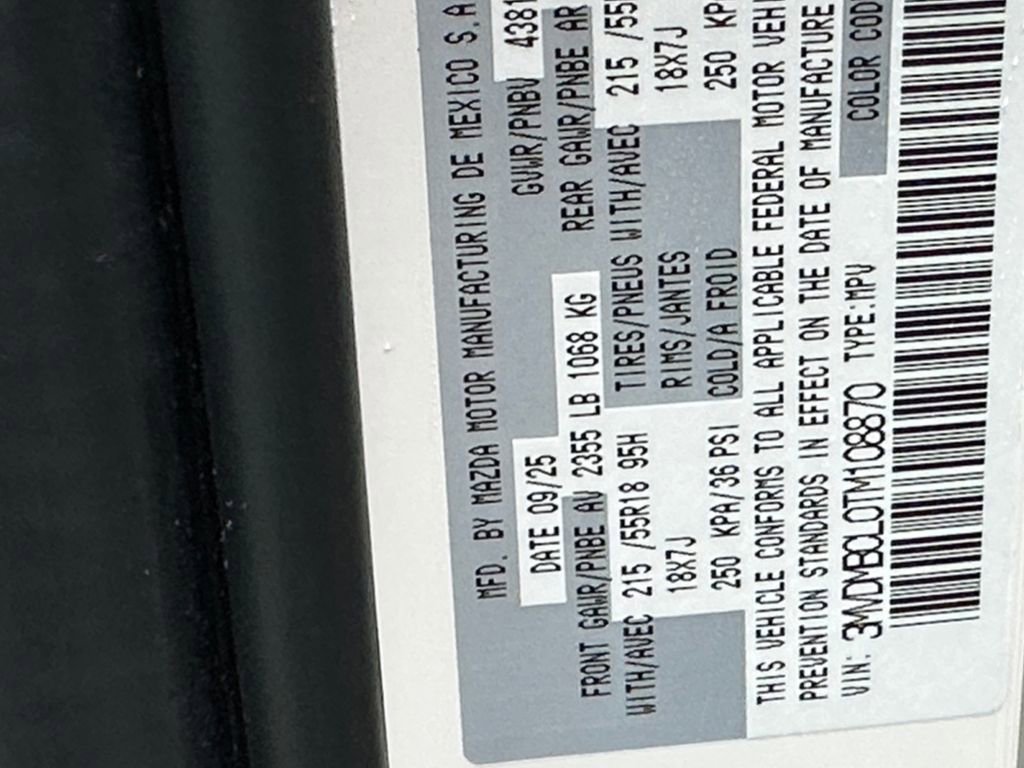 MFD. BY MAZDA MOTOR MANUFACTURING DE MEXICO S.A
DATE 09/25
GVWR/PNBV 4381
FRONT GAWR/PNBE AV 2355 LB 1068 KG
REAR GAWR/PNBE AR
WITH/AVEC 215 /55R18 95H
TIRES/PNEUS WITH/AVEC 215 /55
18X7J
RIMS/JANTES
18X7J
250 KPA/36 PSI
COLD/A FROID
250 KP
THIS VEHICLE CONFORMS TO ALL APPLICABLE FEDERAL MOTOR VEHI
PREVENTION STANDARDS IN EFFECT ON THE DATE OF MANUFACTURE
VIN: 3MVDMBCL0TM108870 TYPE:MPV
COLOR COD